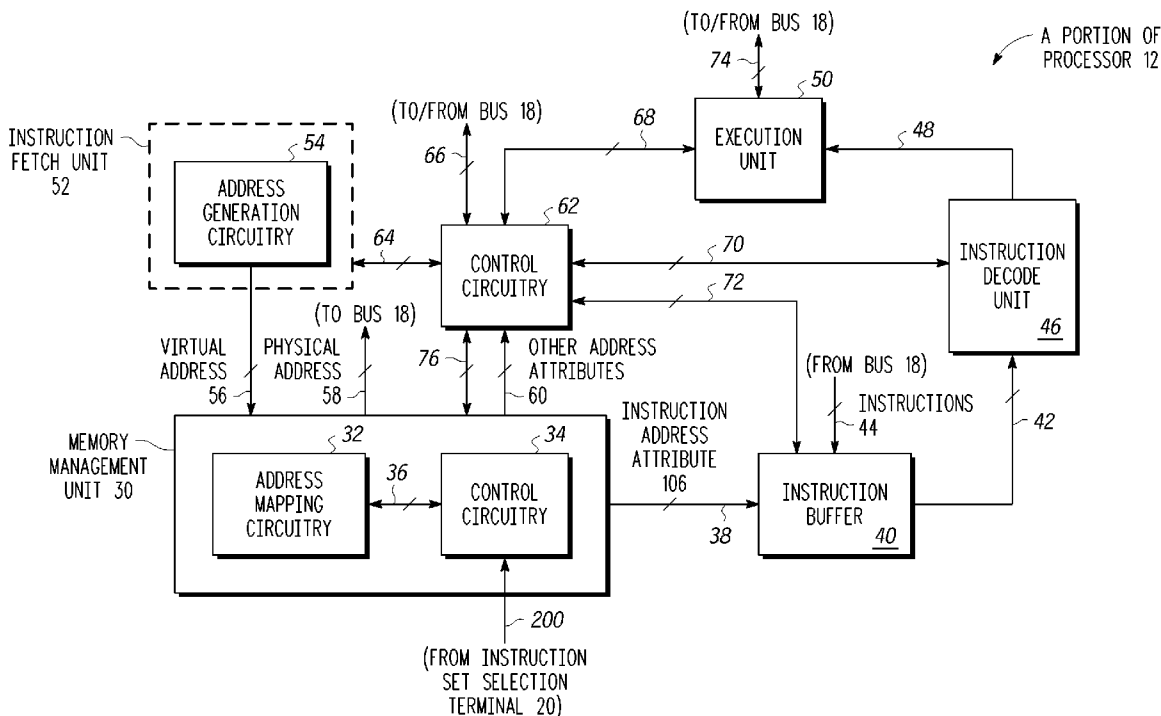 (TO/FROM BUS 18)
74
50
A PORTION OF
PROCESSOR 12
EXECUTION
UNIT
48
68
(TO/FROM BUS 18)
66
INSTRUCTION
FETCH UNIT
52
54
ADDRESS
GENERATION
CIRCUITRY
64
62
CONTROL
CIRCUITRY
70
72
INSTRUCTION
DECODE
UNIT
46
(TO BUS 18)
VIRTUAL
ADDRESS
56
PHYSICAL
ADDRESS
58
76
OTHER ADDRESS
ATTRIBUTES
60
(FROM BUS 18)
INSTRUCTIONS
44
42
MEMORY
MANAGEMENT
UNIT 30
32
ADDRESS
MAPPING
CIRCUITRY
36
34
CONTROL
CIRCUITRY
INSTRUCTION
ADDRESS
ATTRIBUTE
106
38
INSTRUCTION
BUFFER
40
200
(FROM INSTRUCTION
SET SELECTION
TERMINAL 20)